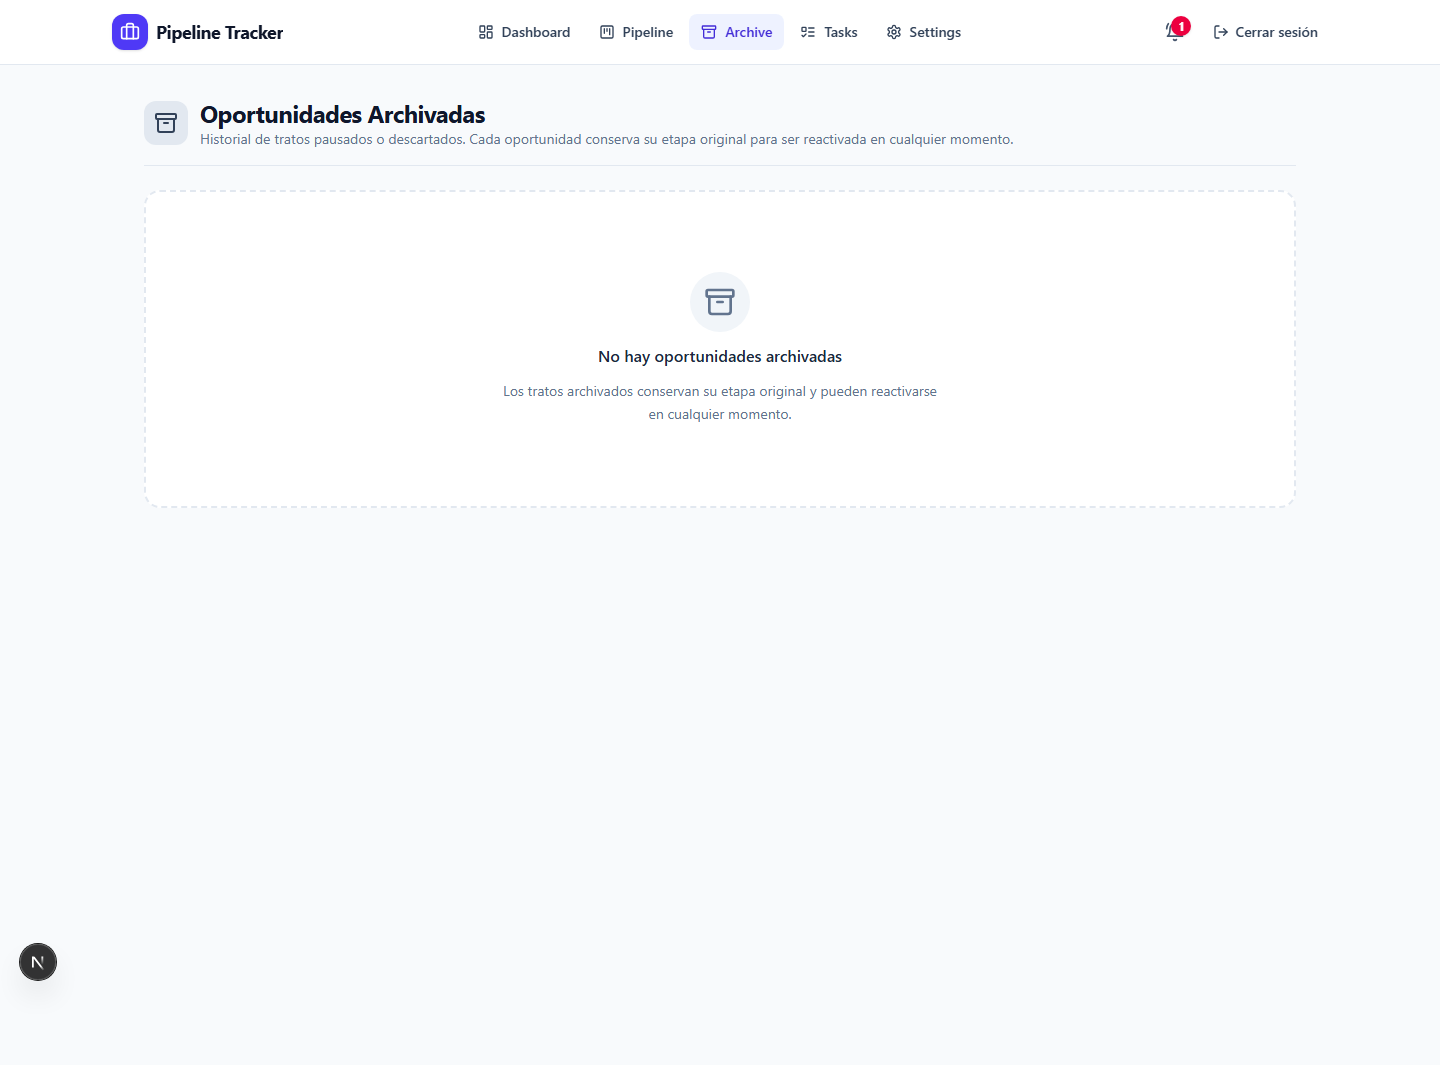 Pipeline Tracker
Dashboard
Pipeline
Archive
Tasks
Settings
1
Cerrar sesión
Oportunidades Archivadas
Historial de tratos pausados o descartados. Cada oportunidad conserva su etapa original para ser reactivada en cualquier momento.
No hay oportunidades archivadas
Los tratos archivados conservan su etapa original y pueden reactivarse
en cualquier momento.
N